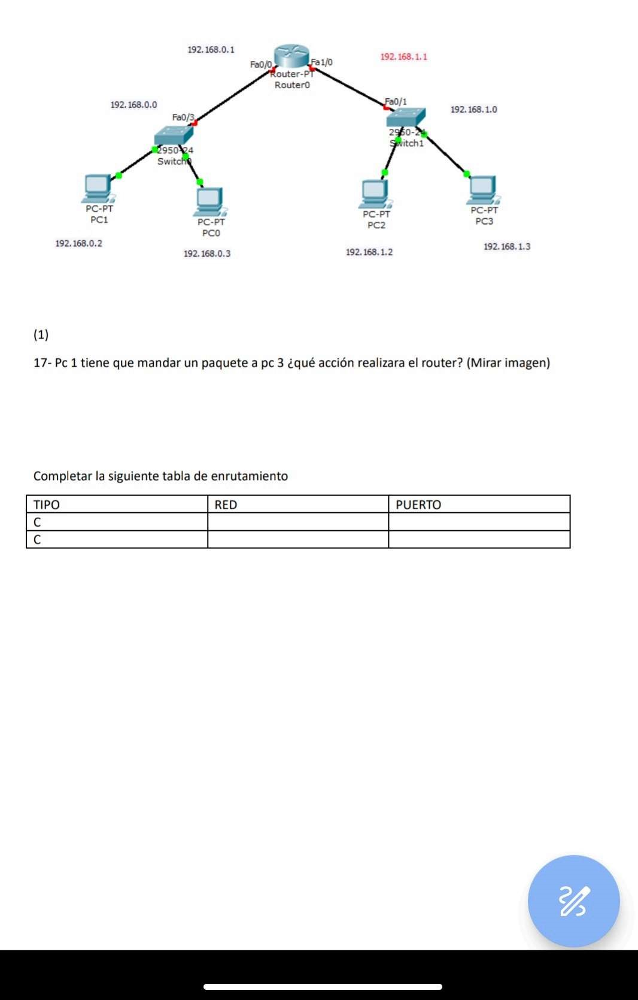 192.168.0.1
192.168.1.1
Fa0/0
Fa1/0
Router-PT
Router0
192.168.0.0
Fa0/3
Fa0/1
192.168.1.0
2950-24
Switch0
2950-24
Switch1
PC-PT
PC1
PC-PT
PC0
PC-PT
PC2
PC-PT
PC3
192.168.0.2
192.168.0.3
192.168.1.2
192.168.1.3
(1)
17- Pc 1 tiene que mandar un paquete a pc 3 ¿qué acción realizara el router? (Mirar imagen)
Completar la siguiente tabla de enrutamiento
TIPO RED PUERTO
C
C